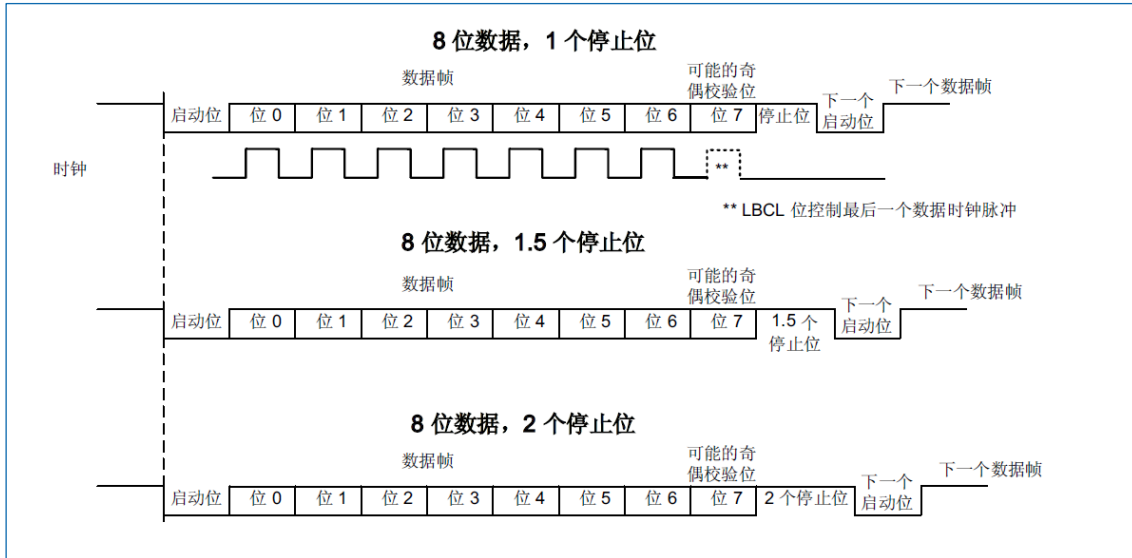 8 位数据，1 个停止位
数据帧
可能的奇
偶校验位
下一个数据帧
启动位 位 0 位 1 位 2 位 3 位 4 位 5 位 6 位 7 停止位 下一个
启动位
时钟
**
** LBCL 位控制最后一个数据时钟脉冲
8 位数据，1.5 个停止位
数据帧
可能的奇
偶校验位
下一个数据帧
启动位 位 0 位 1 位 2 位 3 位 4 位 5 位 6 位 7 1.5 个
停止位
下一个
启动位
8 位数据，2 个停止位
数据帧
可能的奇
偶校验位
下一个数据帧
启动位 位 0 位 1 位 2 位 3 位 4 位 5 位 6 位 7 2 个停止位 下一个
启动位